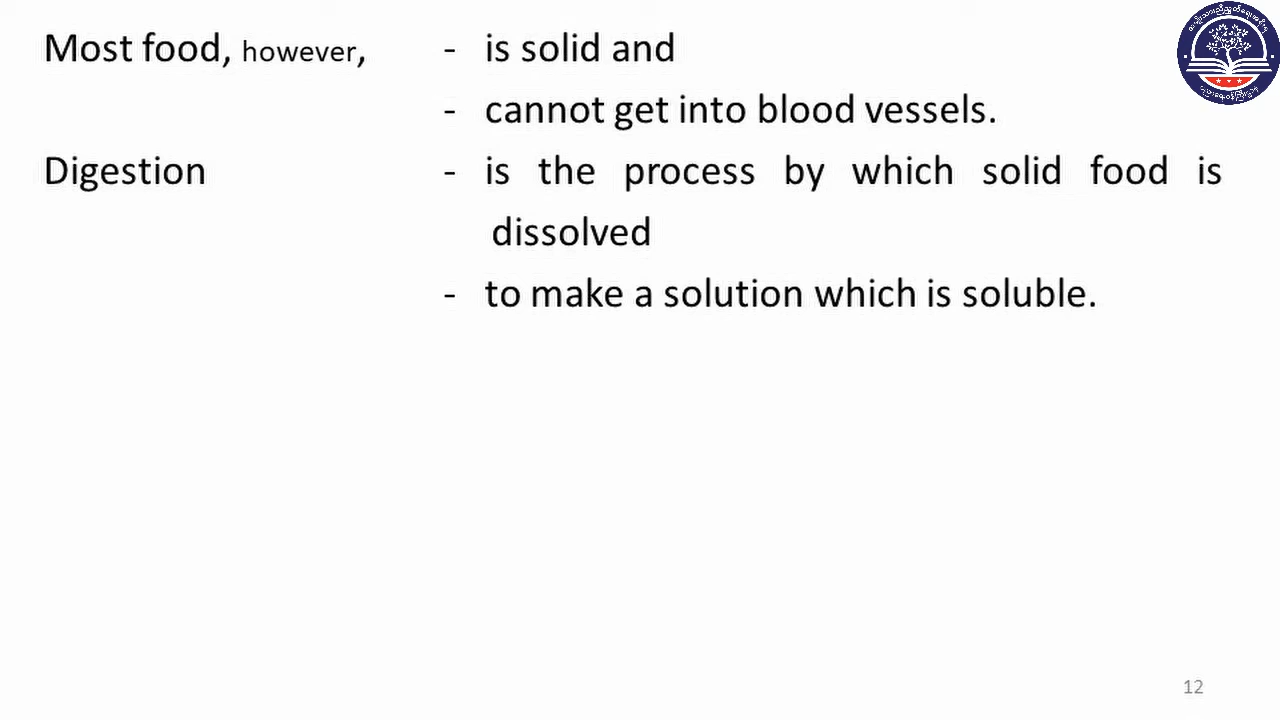 Most food, however, - is solid and
- cannot get into blood vessels.
Digestion - is the process by which solid food is
dissolved
- to make a solution which is soluble.
12